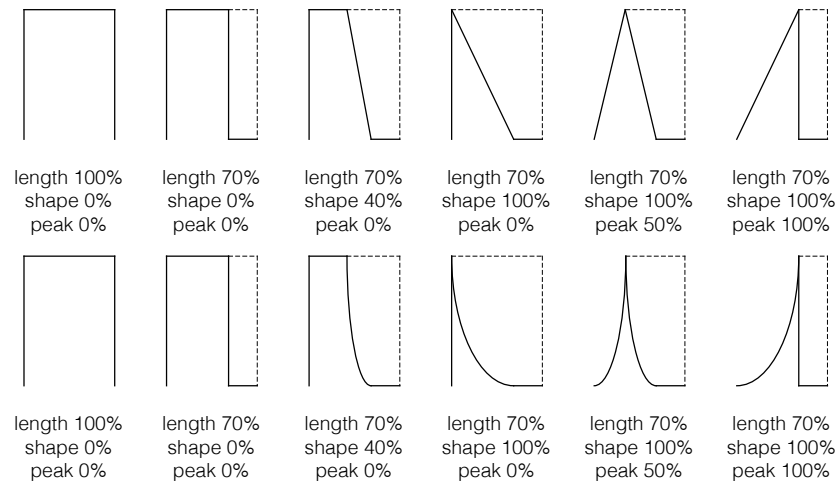 length 100% length 70% length 70% length 70% length 70% length 70%
shape 0% shape 0% shape 40% shape 100% shape 100% shape 100%
peak 0% peak 0% peak 0% peak 0% peak 50% peak 100%
length 100% length 70% length 70% length 70% length 70% length 70%
shape 0% shape 0% shape 40% shape 100% shape 100% shape 100%
peak 0% peak 0% peak 0% peak 0% peak 50% peak 100%